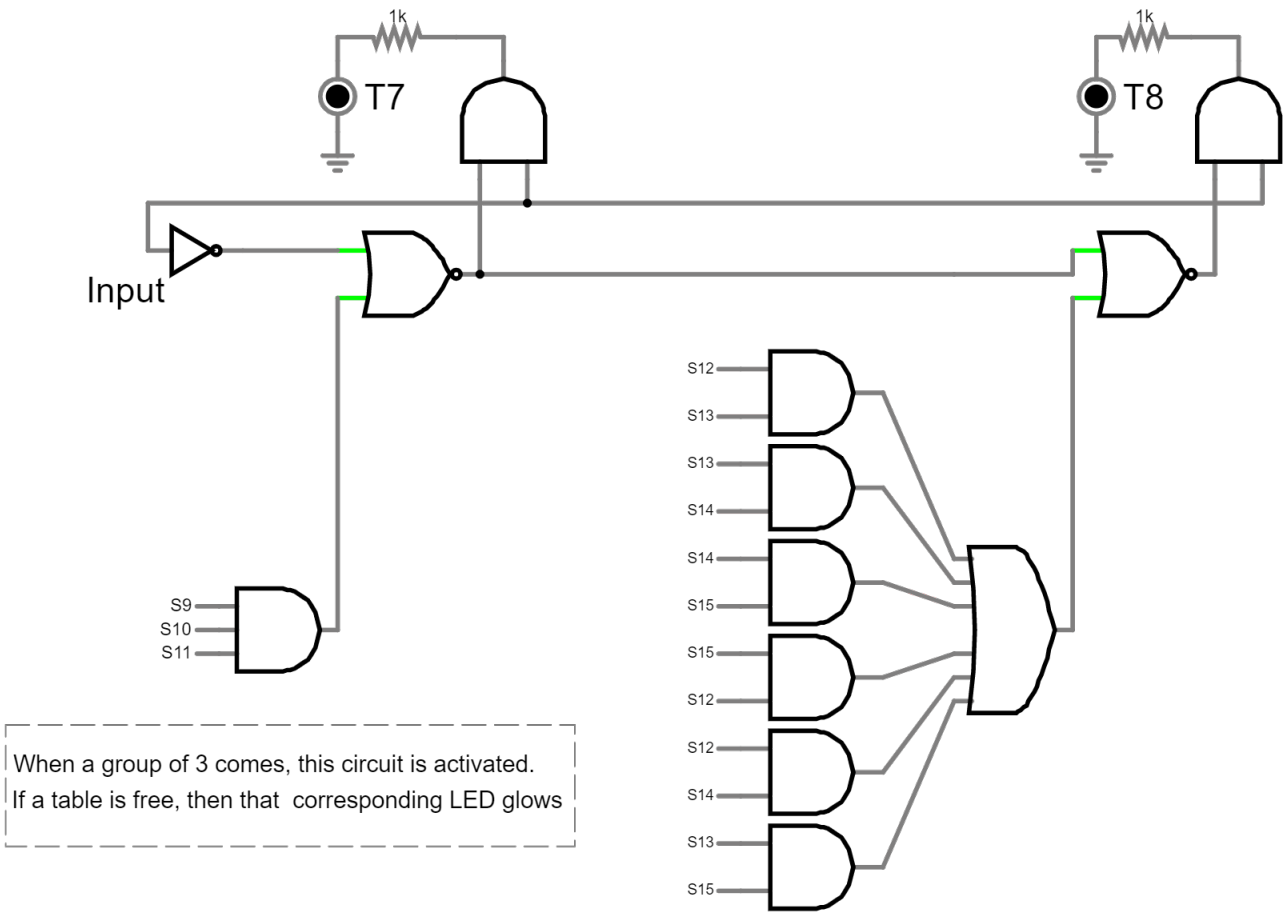 1k
1k
T7
T8
Input
S12
S13
S13
S14
S14
S15
S9
S10
S11
S15
S12
S12
S14
S13
S15
When a group of 3 comes, this circuit is activated.
If a table is free, then that corresponding LED glows